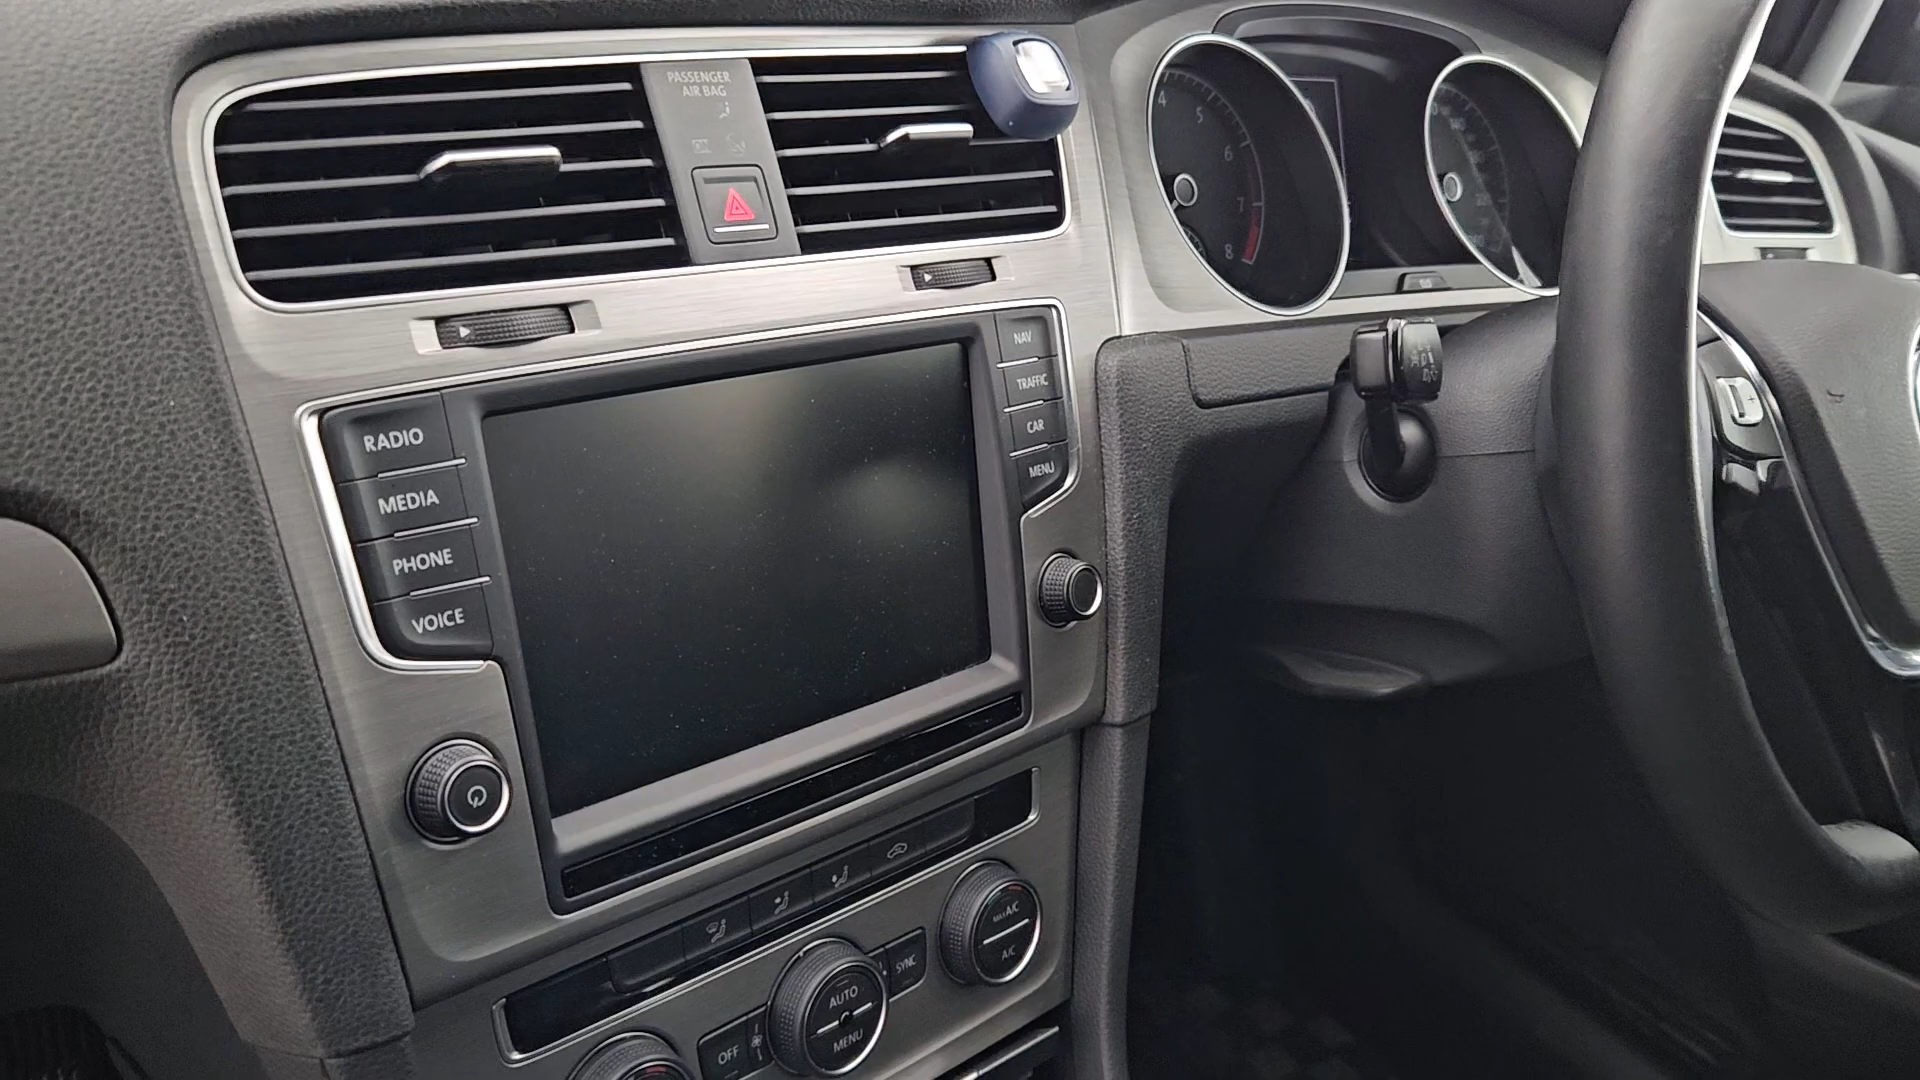 PASSENGER
AIR BAG
4
5
6
7
8
NAV
TRAFFIC
CAR
MENU
RADIO
MEDIA
PHONE
VOICE
MAX A/C
A/C
SYNC
AUTO
MENU
OFF